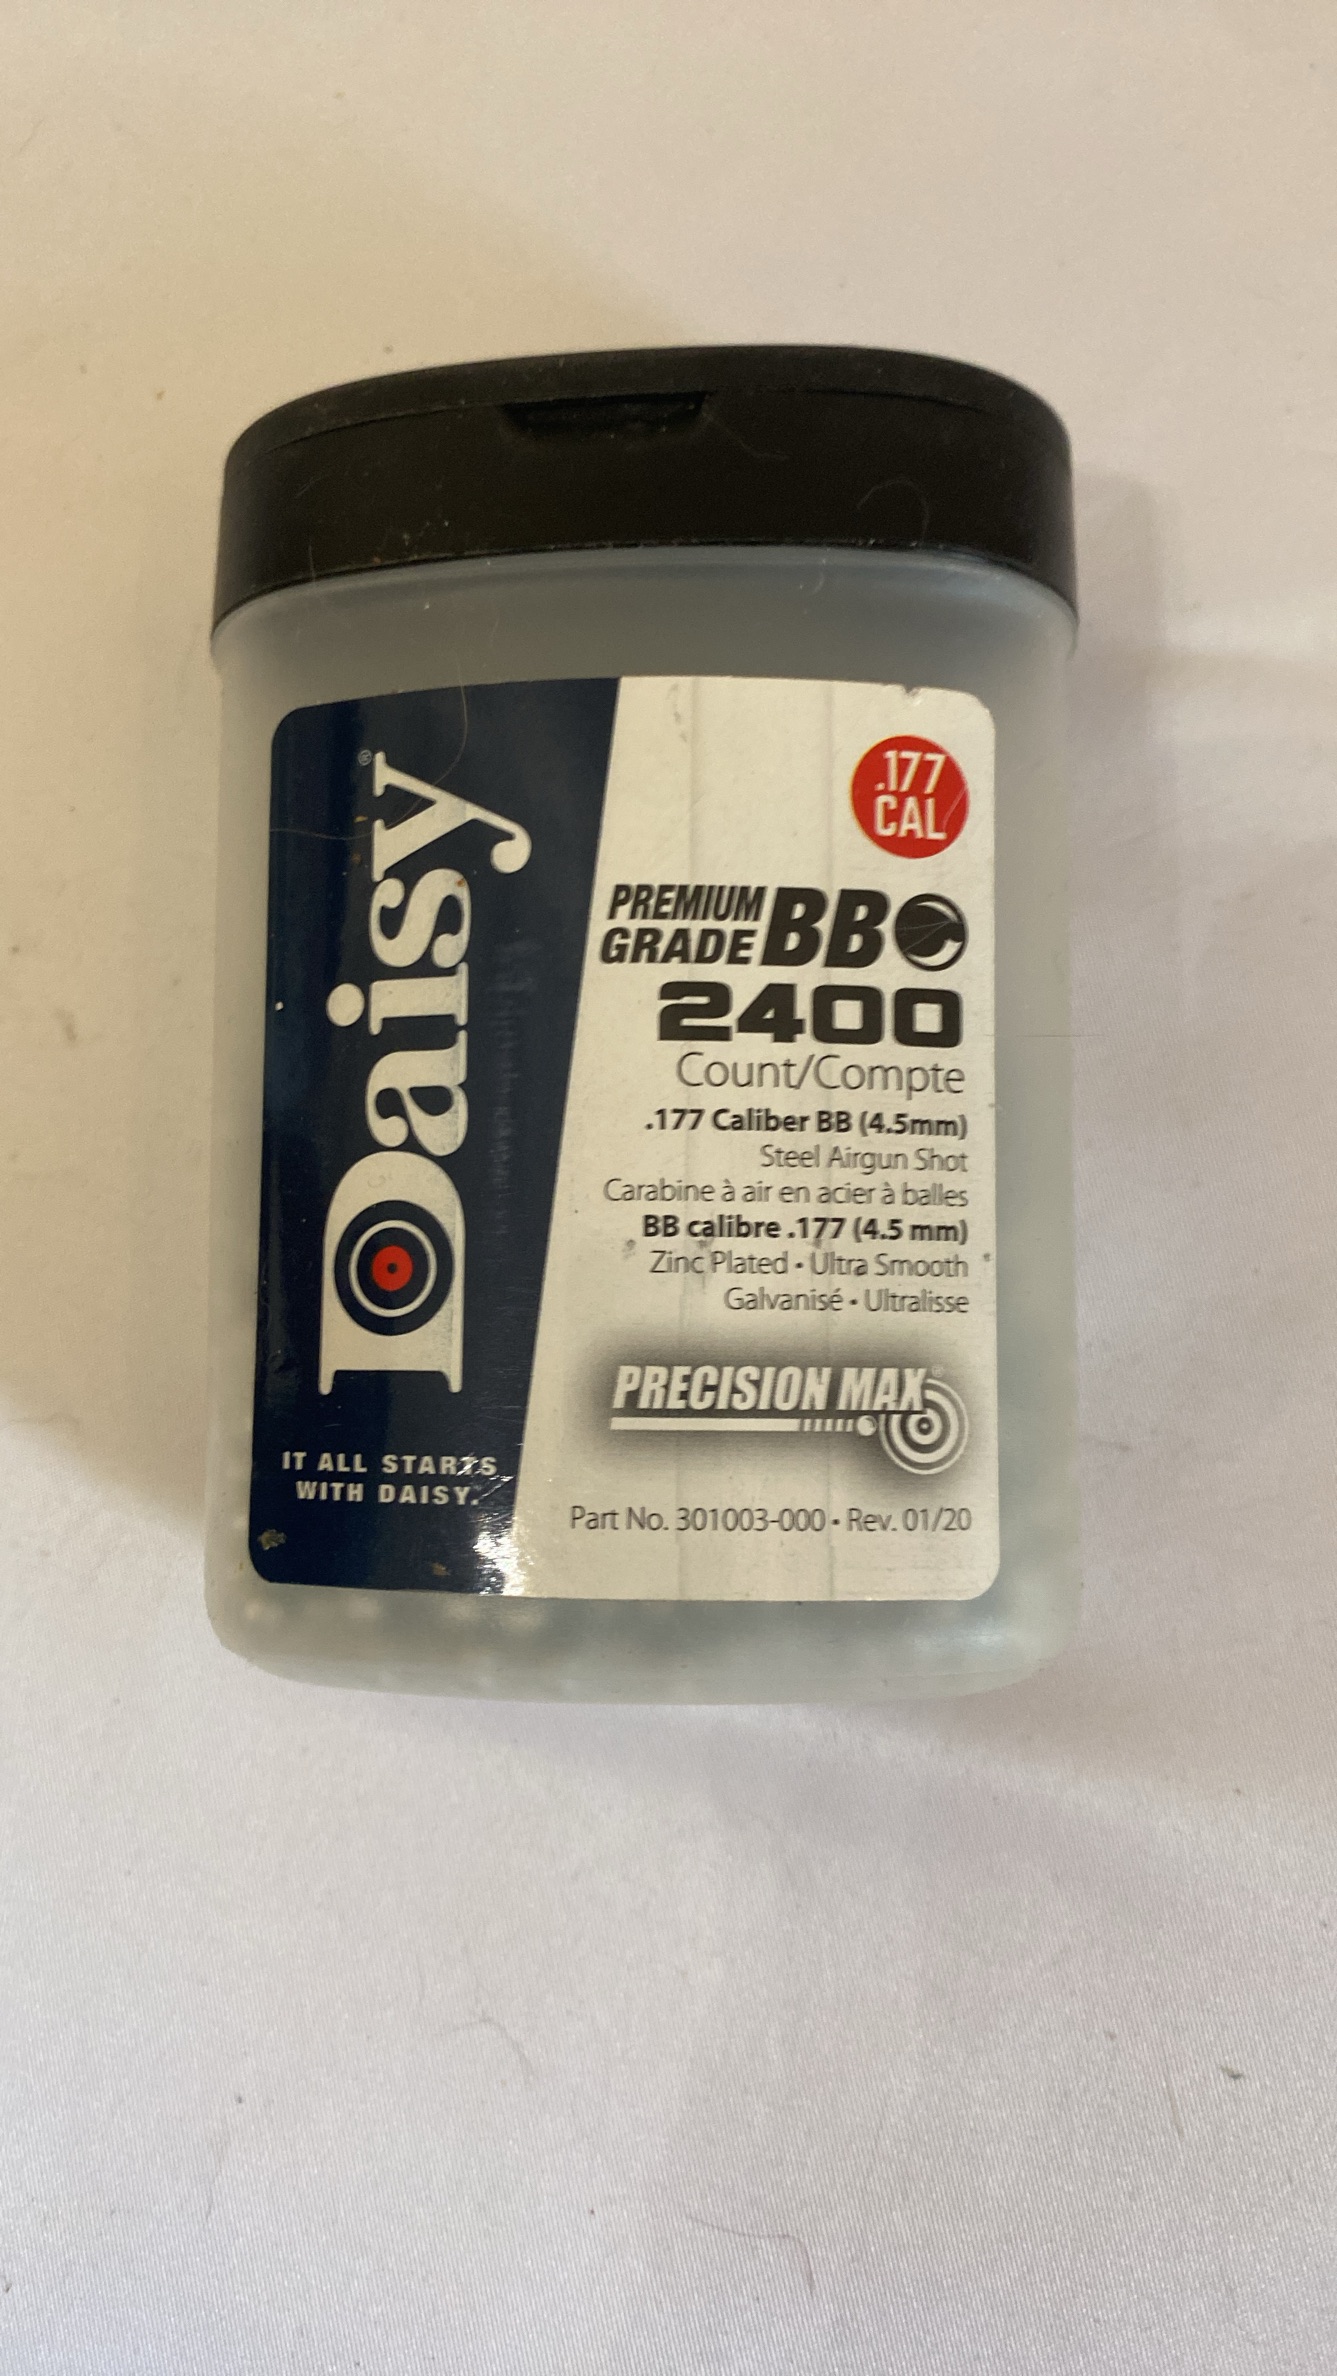 Daisy®
IT ALL STARTS
WITH DAISY.
.177
CAL
PREMIUM
GRADE BB
2400
Count/Compte
.177 Caliber BB (4.5mm)
Steel Airgun Shot
Carabine à air en acier à balles
BB calibre .177 (4.5 mm)
Zinc Plated • Ultra Smooth
Galvanisé • Ultralisse
PRECISION MAX®
Part No. 301003-000 • Rev. 01/20